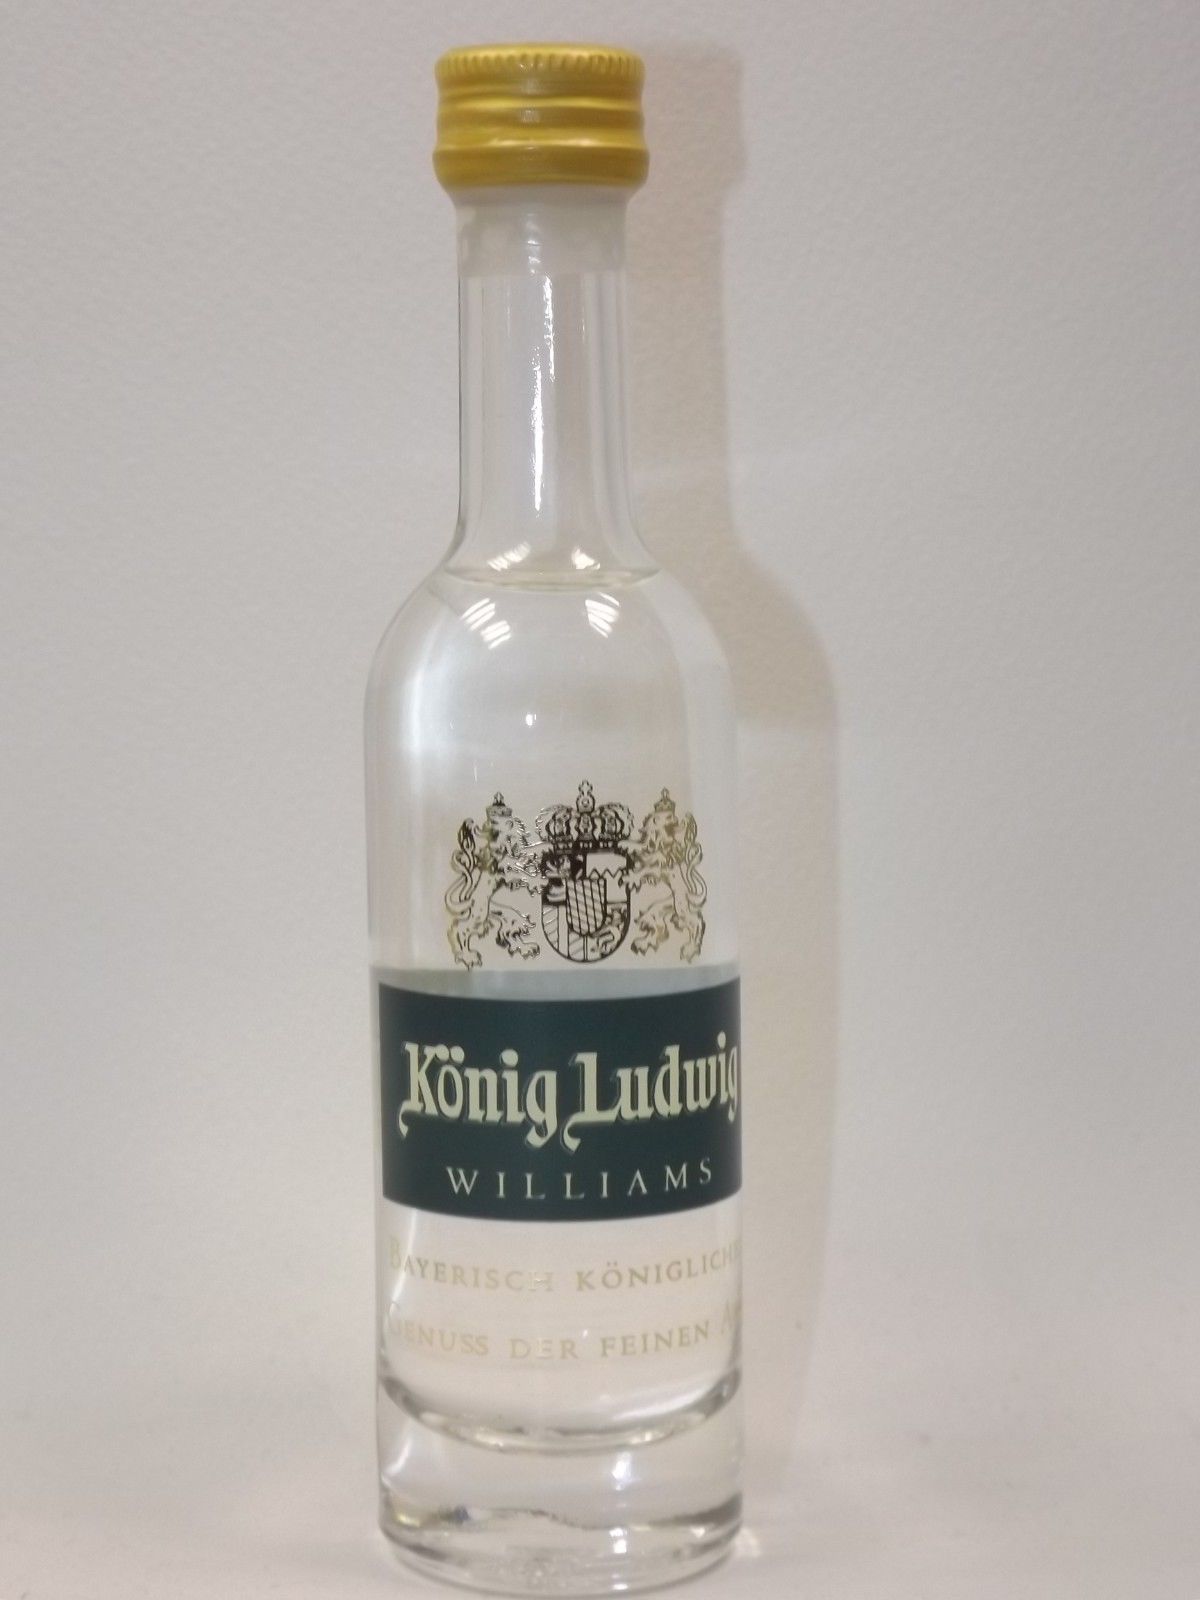 König Ludwig
WILLIAMS
BAYERISCH KÖNIGLICHE
GENUSS DER FEINEN